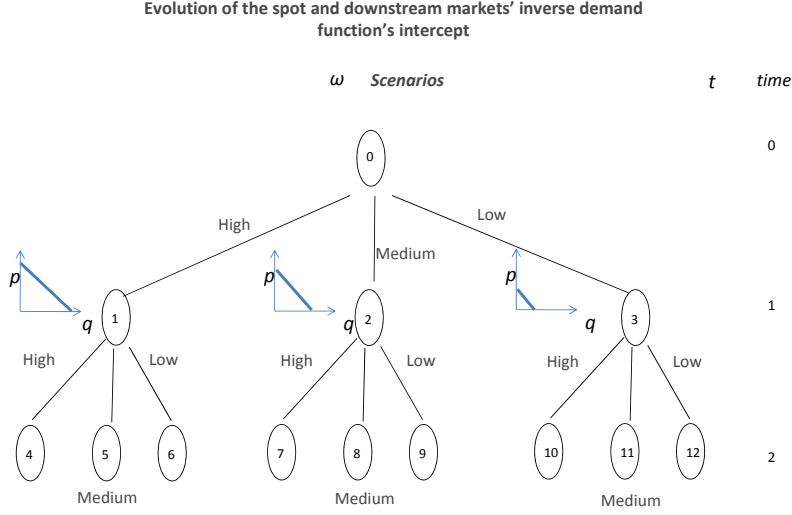 Evolution of the spot and downstream markets' inverse demand
function's intercept
ω Scenarios t time
0
0
High
Low
Medium
p
p
p
1
q 1
q 2
q 3
High Low
High Low
High Low
4 5 6
7 8 9
10 11 12
2
Medium
Medium
Medium